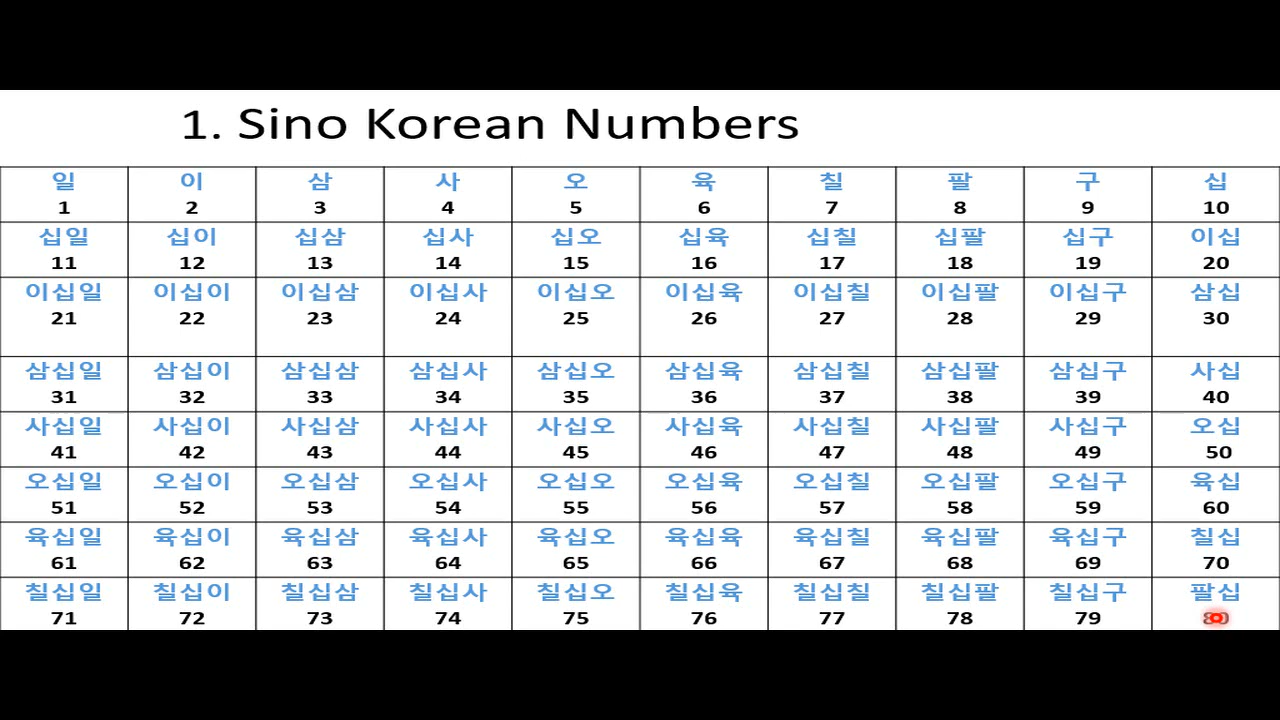 1. Sino Korean Numbers
일 이 삼 사 오 육 칠 팔 구 십
1 2 3 4 5 6 7 8 9 10
십일 십이 십삼 십사 십오 십육 십칠 십팔 십구 이십
11 12 13 14 15 16 17 18 19 20
이십일 이십이 이십삼 이십사 이십오 이십육 이십칠 이십팔 이십구 삼십
21 22 23 24 25 26 27 28 29 30
삼십일 삼십이 삼십삼 삼십사 삼십오 삼십육 삼십칠 삼십팔 삼십구 사십
31 32 33 34 35 36 37 38 39 40
사십일 사십이 사십삼 사십사 사십오 사십육 사십칠 사십팔 사십구 오십
41 42 43 44 45 46 47 48 49 50
오십일 오십이 오십삼 오십사 오십오 오십육 오십칠 오십팔 오십구 육십
51 52 53 54 55 56 57 58 59 60
육십일 육십이 육십삼 육십사 육십오 육십육 육십칠 육십팔 육십구 칠십
61 62 63 64 65 66 67 68 69 70
칠십일 칠십이 칠십삼 칠십사 칠십오 칠십육 칠십칠 칠십팔 칠십구 팔십
71 72 73 74 75 76 77 78 79 80